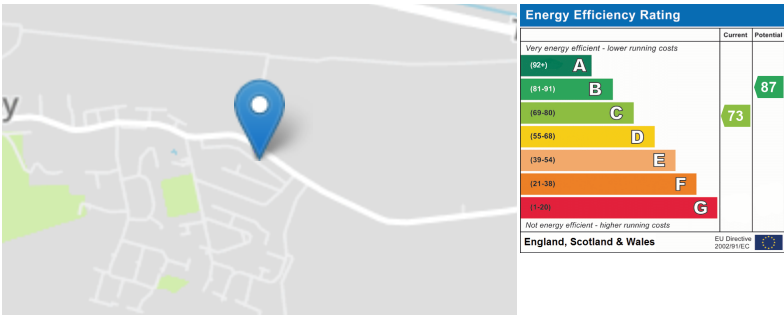 y
Energy Efficiency Rating
Current Potential
Very energy efficient - lower running costs
(92+) A
(81-91) B
87
(69-80) C
73
(55-68) D
(39-54) E
(21-38) F
(1-20) G
Not energy efficient - higher running costs
England, Scotland & Wales
EU Directive
2002/91/EC